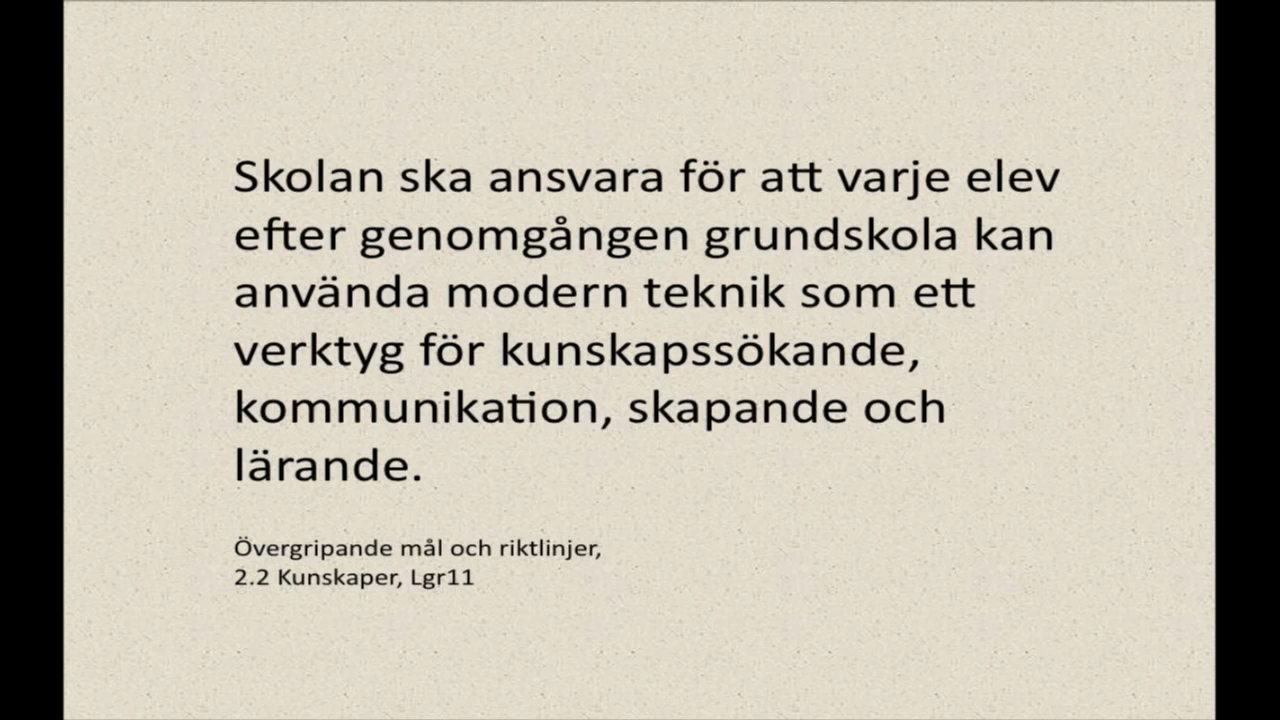 Skolan ska ansvara för att varje elev
efter genomgången grundskola kan
använda modern teknik som ett
verktyg för kunskapssökande,
kommunikation, skapande och
lärande.
Övergripande mål och riktlinjer,
2.2 Kunskaper, Lgr11